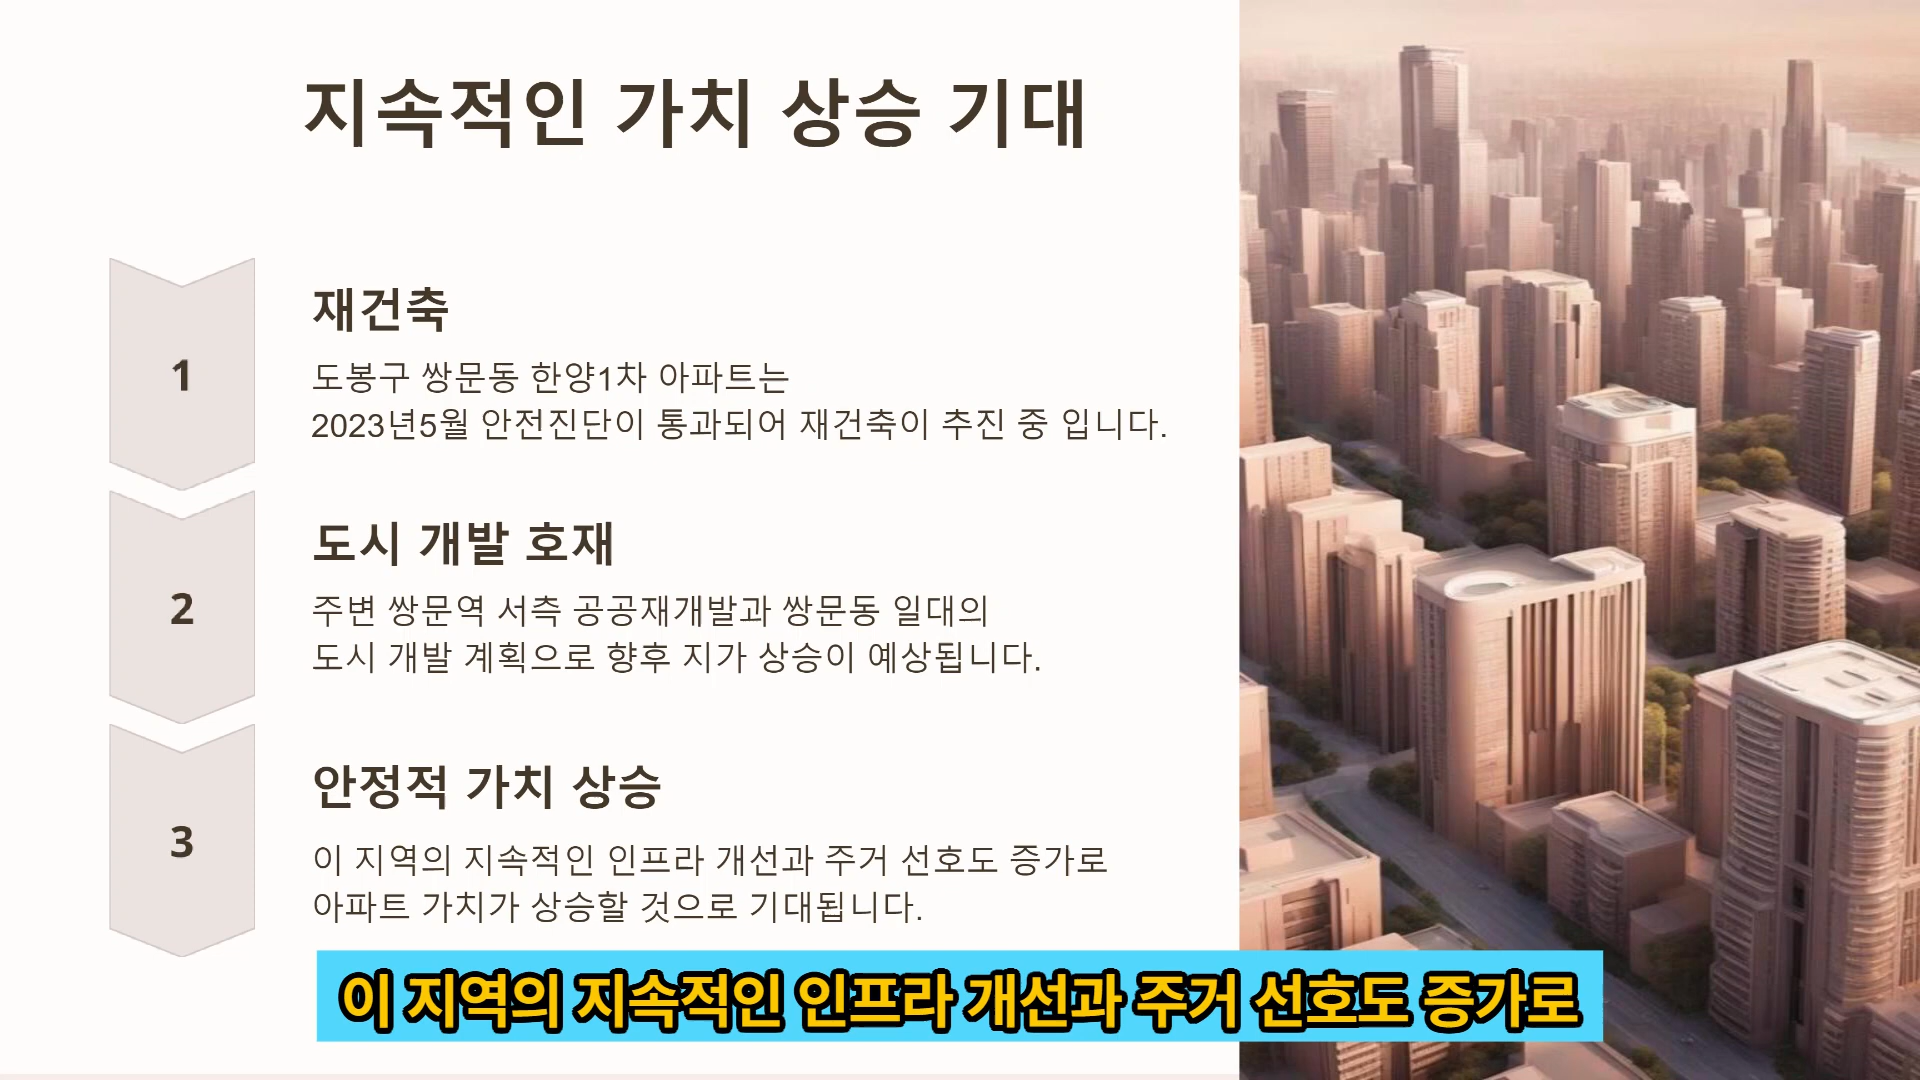 지속적인 가치 상승 기대
1
재건축
도봉구 쌍문동 한양1차 아파트는
2023년5월 안전진단이 통과되어 재건축이 추진 중 입니다.
2
도시 개발 호재
주변 쌍문역 서측 공공재개발과 쌍문동 일대의
도시 개발 계획으로 향후 지가 상승이 예상됩니다.
3
안정적 가치 상승
이 지역의 지속적인 인프라 개선과 주거 선호도 증가로
아파트 가치가 상승할 것으로 기대됩니다.
이 지역의 지속적인 인프라 개선과 주거 선호도 증가로